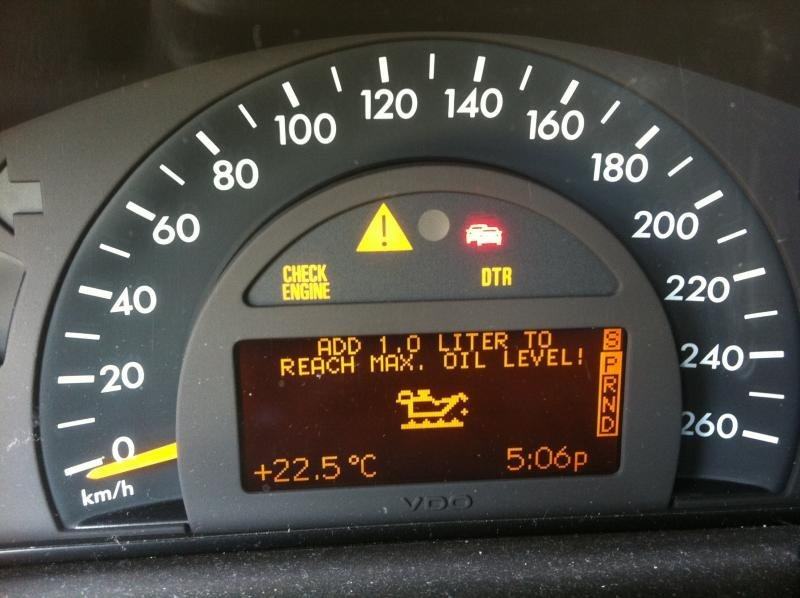 0
20
40
60
80
100
120
140
160
180
200
220
240
260
km/h
CHECK
ENGINE
DTR
ADD 1.0 LITER TO
REACH MAX. OIL LEVEL!
S
P
R
N
D
+22.5°C
5:06p
VDO